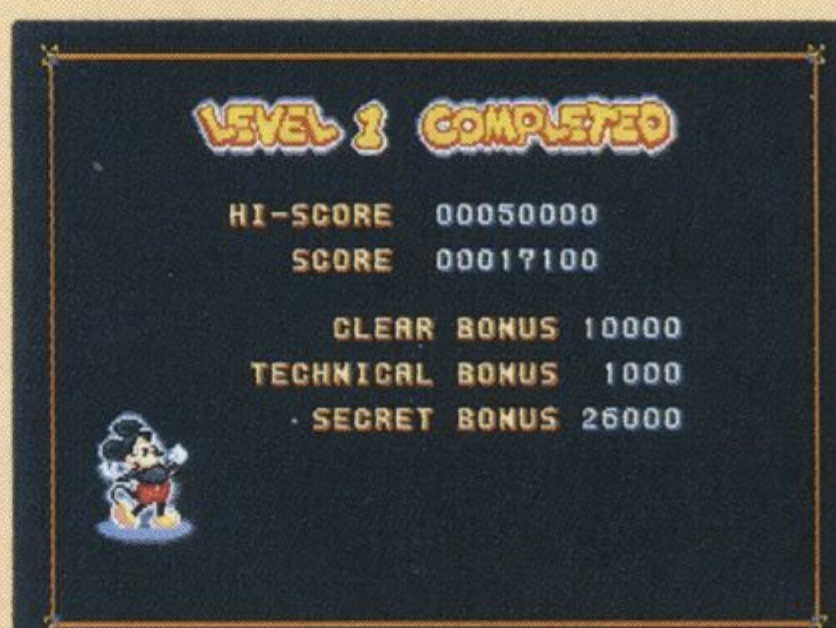 LEVEL 1 COMPLETED
HI-SCORE 00050000
SCORE 00017100
CLEAR BONUS 10000
TECHNICAL BONUS 1000
SECRET BONUS 26000